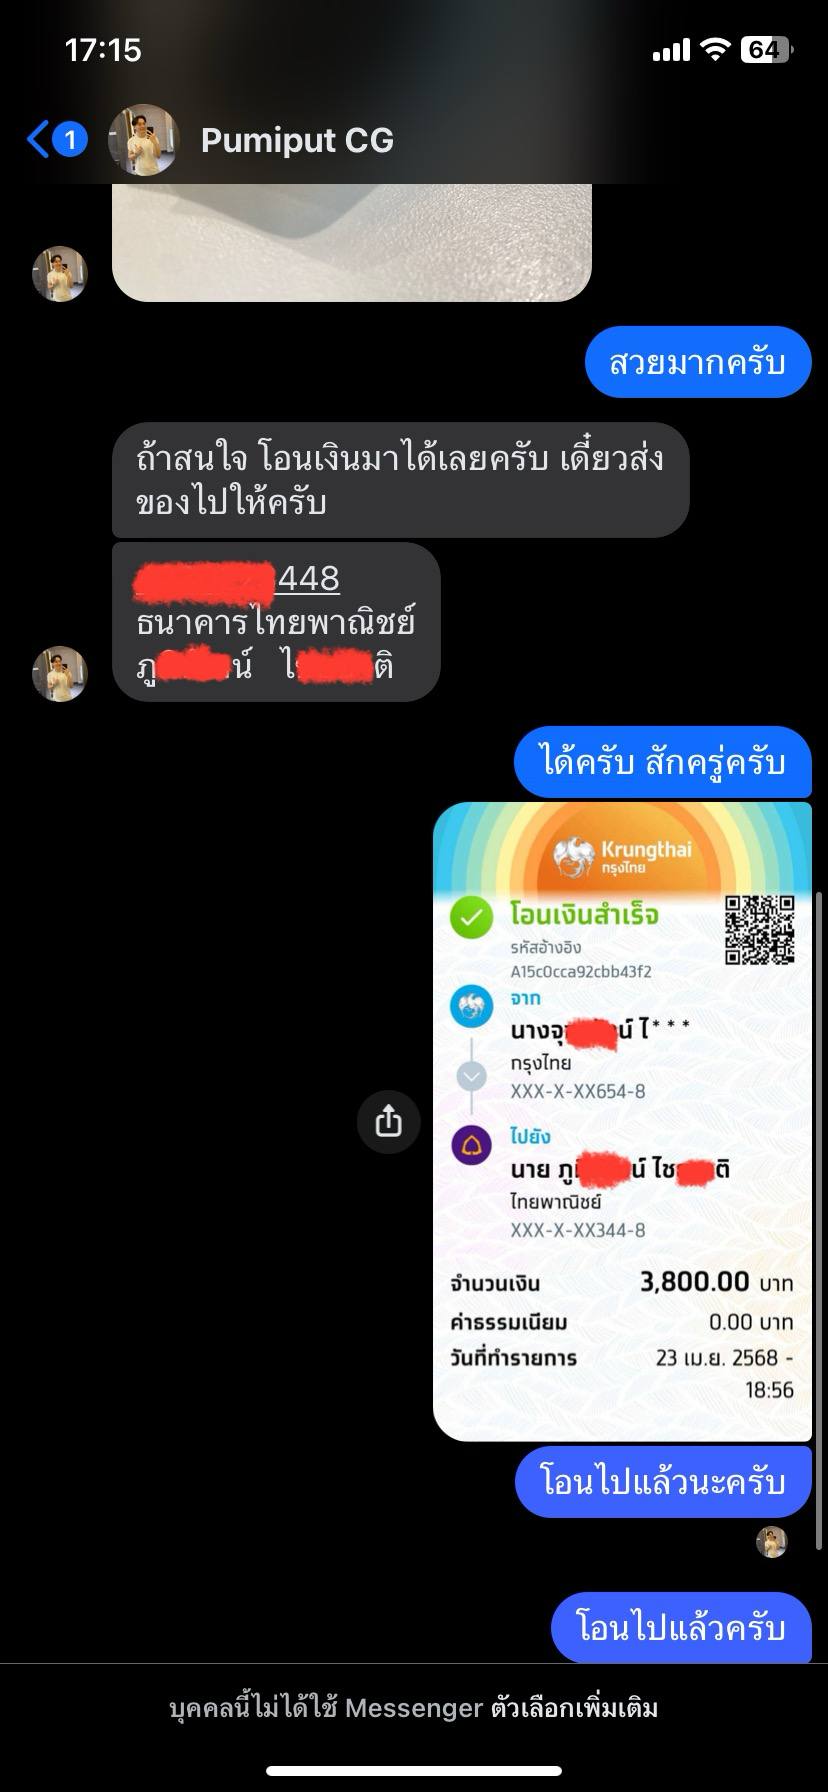 17:15
64
1
Pumiput CG
สวยมากครับ
ถ้าสนใจ โอนเงินมาได้เลยครับ เดี๋ยวส่ง
ของไปให้ครับ
448
ธนาคารไทยพาณิชย์
ภู น์ ไ ติ
ได้ครับ สักครู่ครับ
Krungthai
กรุงไทย
โอนเงินสำเร็จ
รหัสอ้างอิง
A15c0cca92cbb43f2
จาก
นางจุ น์ ไ***
กรุงไทย
XXX-X-XX654-8
ไปยัง
นาย ภู น์ ไช ติ
ไทยพาณิชย์
XXX-X-XX344-8
จำนวนเงิน 3,800.00 บาท
ค่าธรรมเนียม 0.00 บาท
วันที่ทำรายการ 23 เม.ย. 2568 -
18:56
โอนไปแล้วนะครับ
โอนไปแล้วครับ
บุคคลนี้ไม่ได้ใช้ Messenger ตัวเลือกเพิ่มเติม